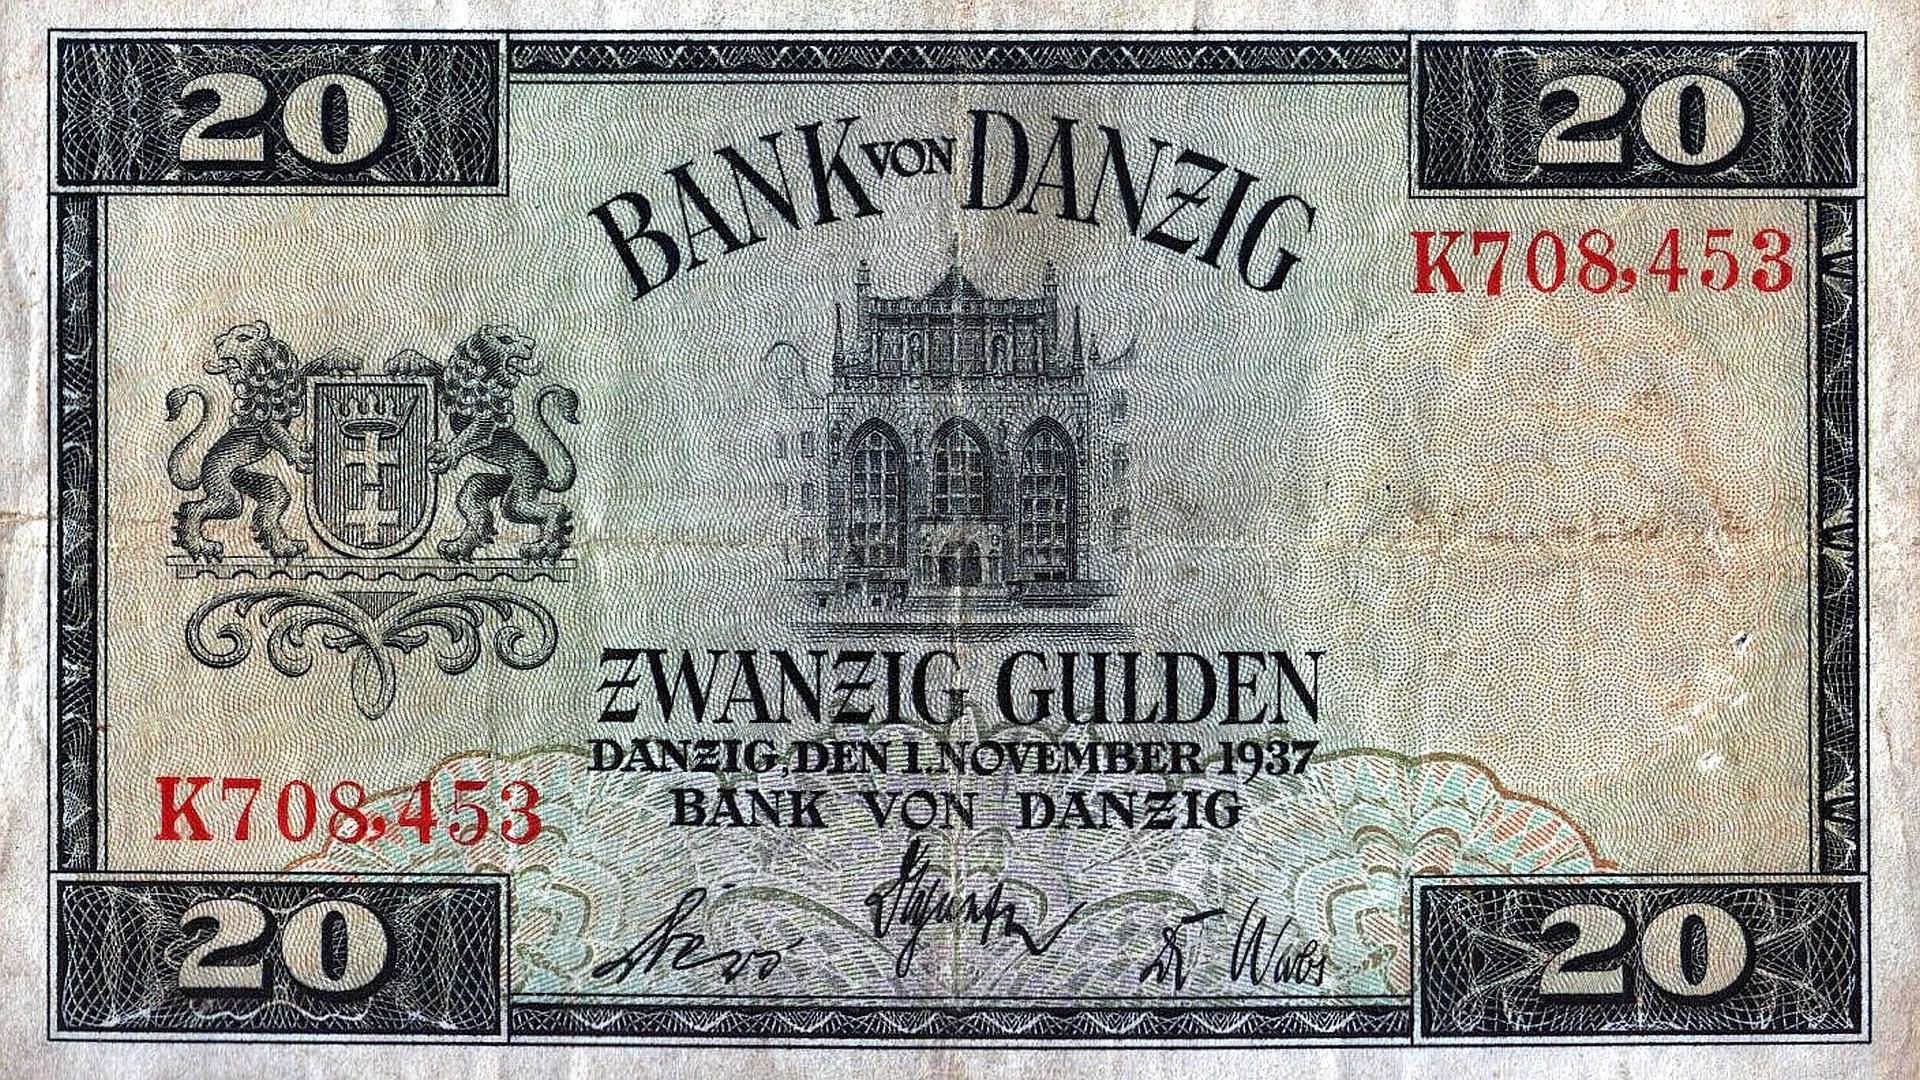 20 20
BANK VON DANZIG
K708,453
ZWANZIG GULDEN
DANZIG, DEN 1. NOVEMBER 1937
K708,453
BANK VON DANZIG
20 20